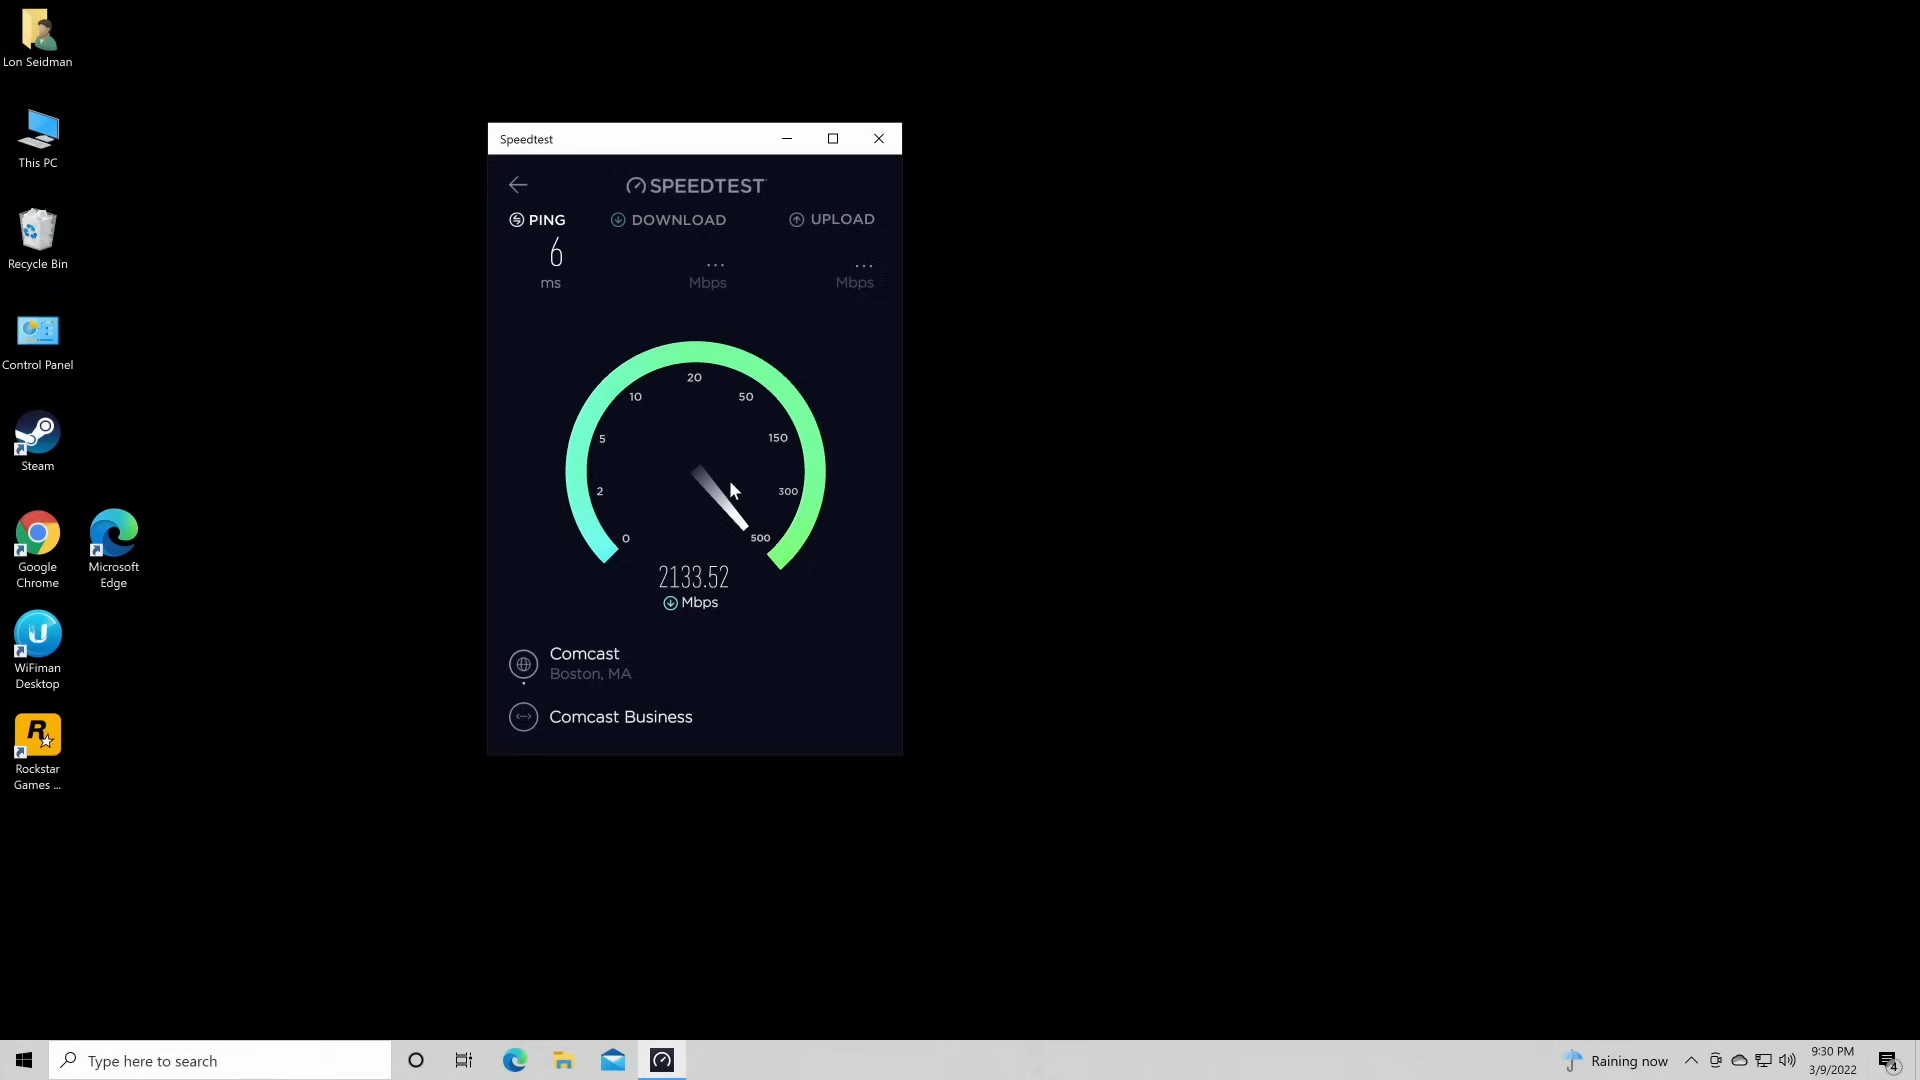 Lon Seidman
This PC
Recycle Bin
Control Panel
Steam
Google
Chrome
Microsoft
Edge
WiFiman
Desktop
Rockstar
Games ...
Speedtest
SPEEDTEST
PING
DOWNLOAD
UPLOAD
6
...
...
ms
Mbps
Mbps
20
10
50
5
150
2
300
0
500
2133.52
Mbps
Comcast
Boston, MA
Comcast Business
Type here to search
Raining now
9:30 PM
3/9/2022
4